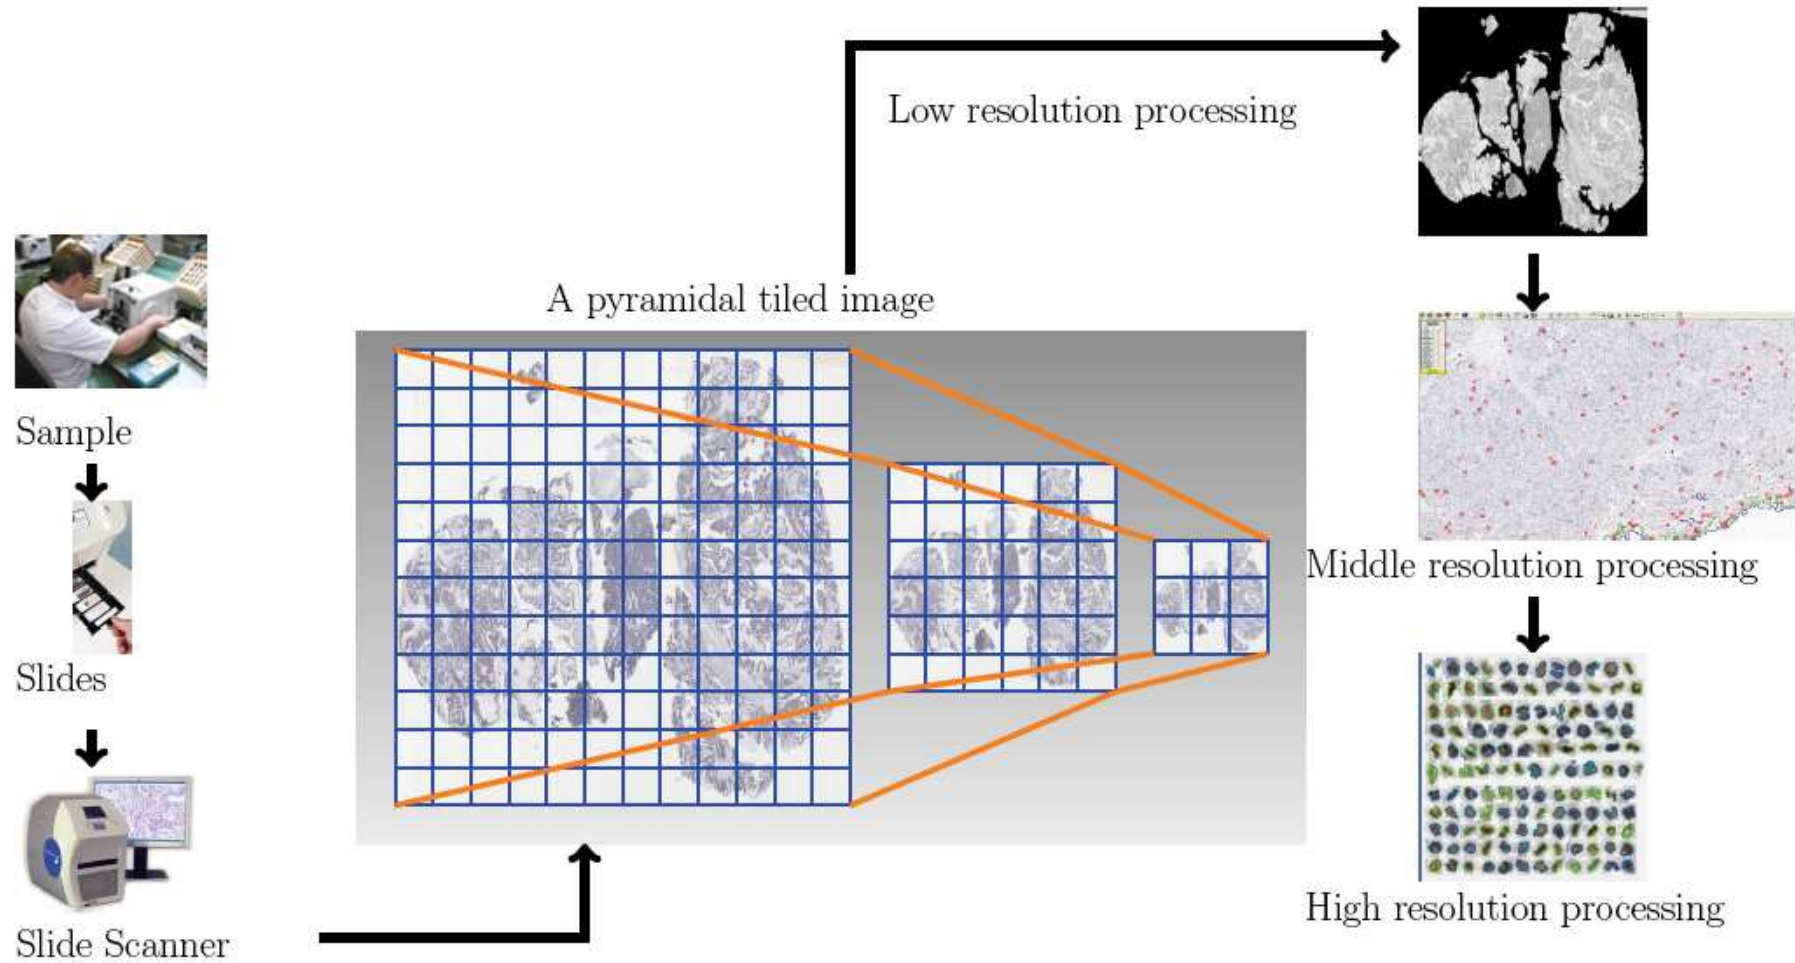 Low resolution processing
A pyramidal tiled image
Sample
Middle resolution processing
Slides
High resolution processing
Slide Scanner